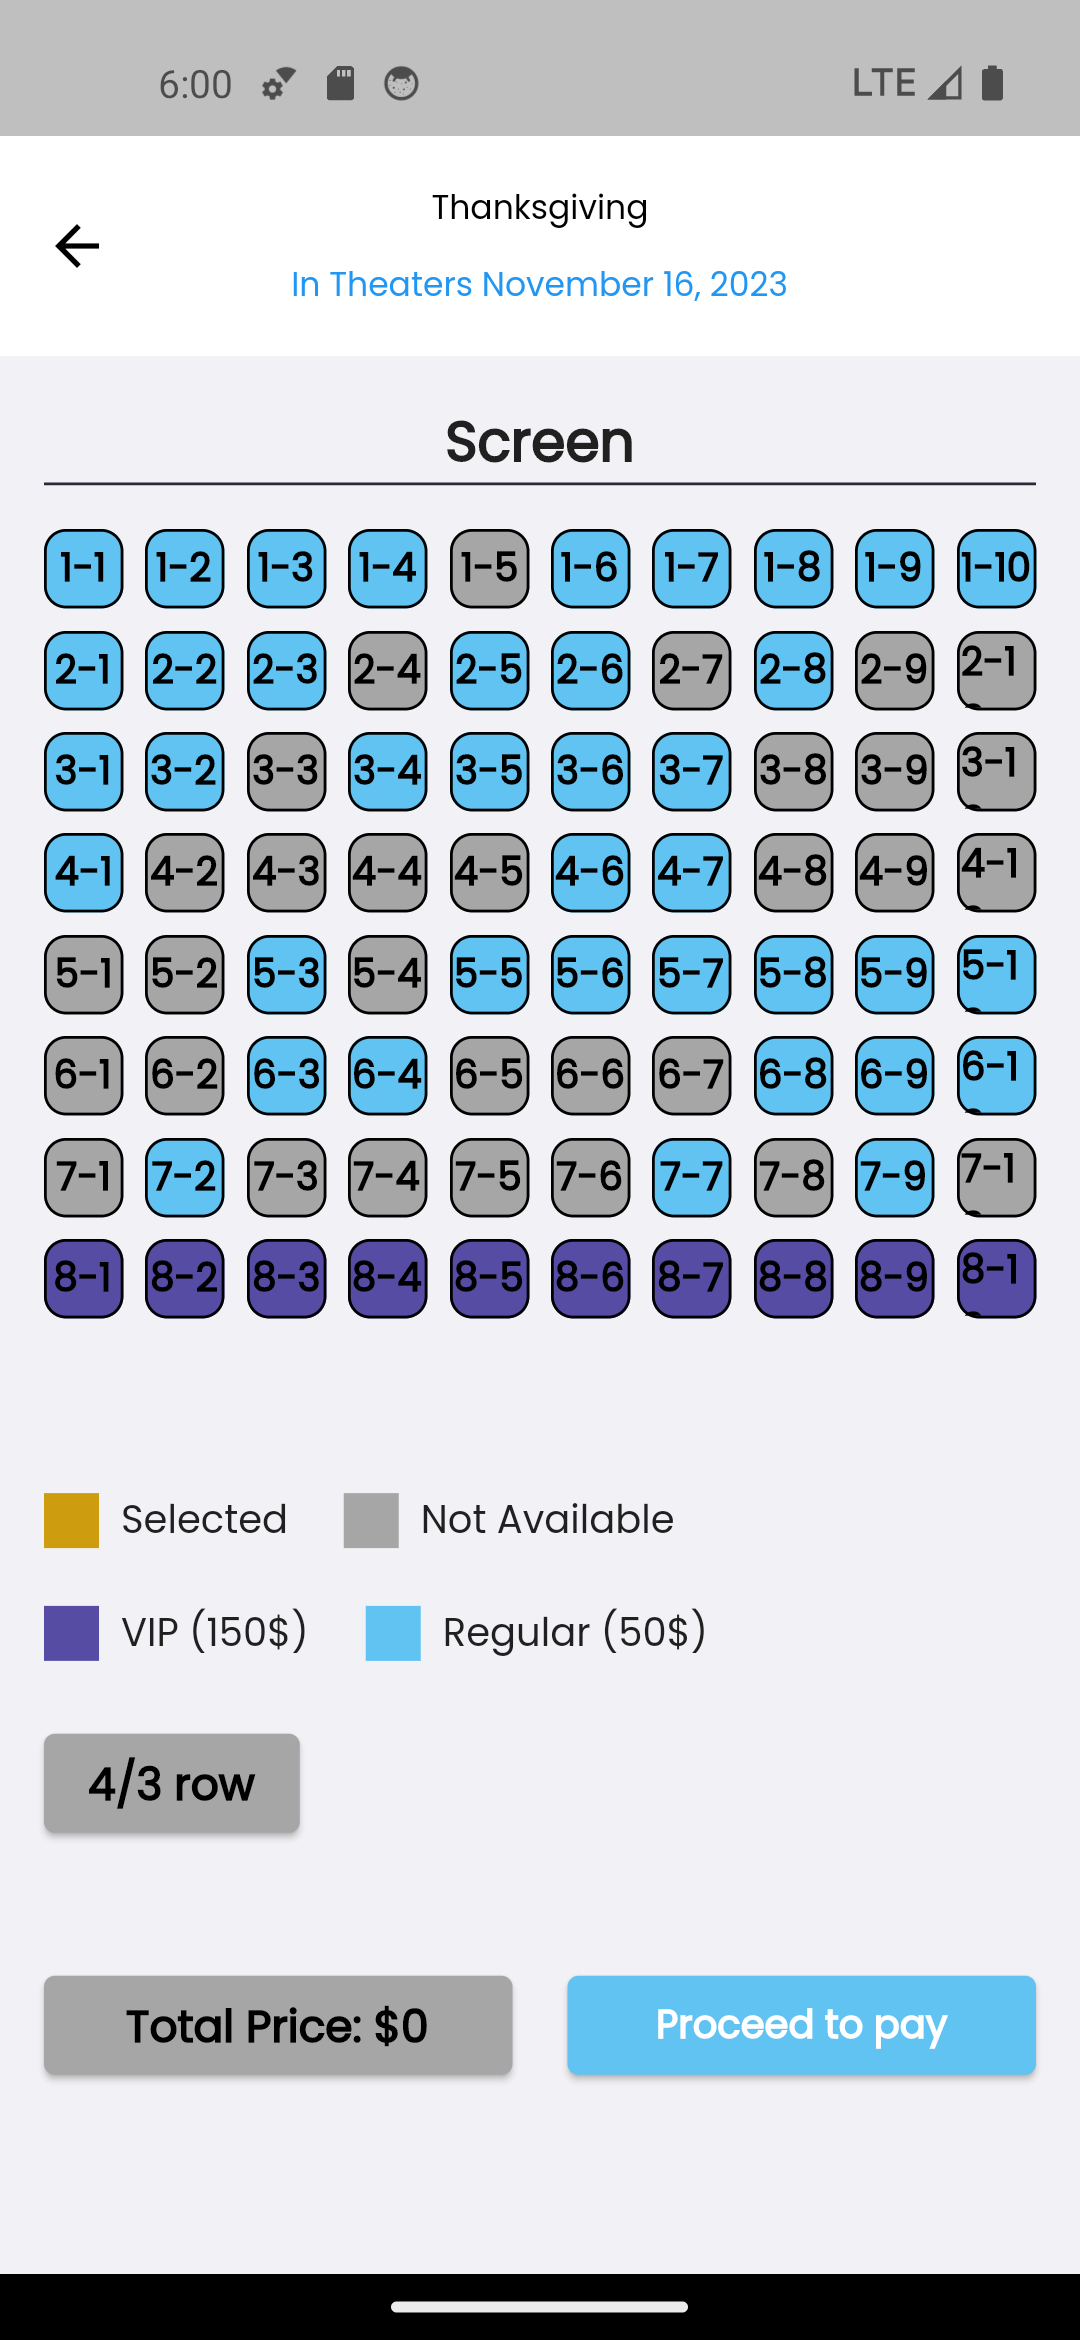 6:00 LTE
Thanksgiving
In Theaters November 16, 2023
Screen
1-1 1-2 1-3 1-4 1-5 1-6 1-7 1-8 1-9 1-10
2-1 2-2 2-3 2-4 2-5 2-6 2-7 2-8 2-9 2-1
3-1 3-2 3-3 3-4 3-5 3-6 3-7 3-8 3-9 3-1
4-1 4-2 4-3 4-4 4-5 4-6 4-7 4-8 4-9 4-1
5-1 5-2 5-3 5-4 5-5 5-6 5-7 5-8 5-9 5-1
6-1 6-2 6-3 6-4 6-5 6-6 6-7 6-8 6-9 6-1
7-1 7-2 7-3 7-4 7-5 7-6 7-7 7-8 7-9 7-1
8-1 8-2 8-3 8-4 8-5 8-6 8-7 8-8 8-9 8-1
Selected Not Available
VIP (150$) Regular (50$)
4/3 row
Total Price: $0 Proceed to pay